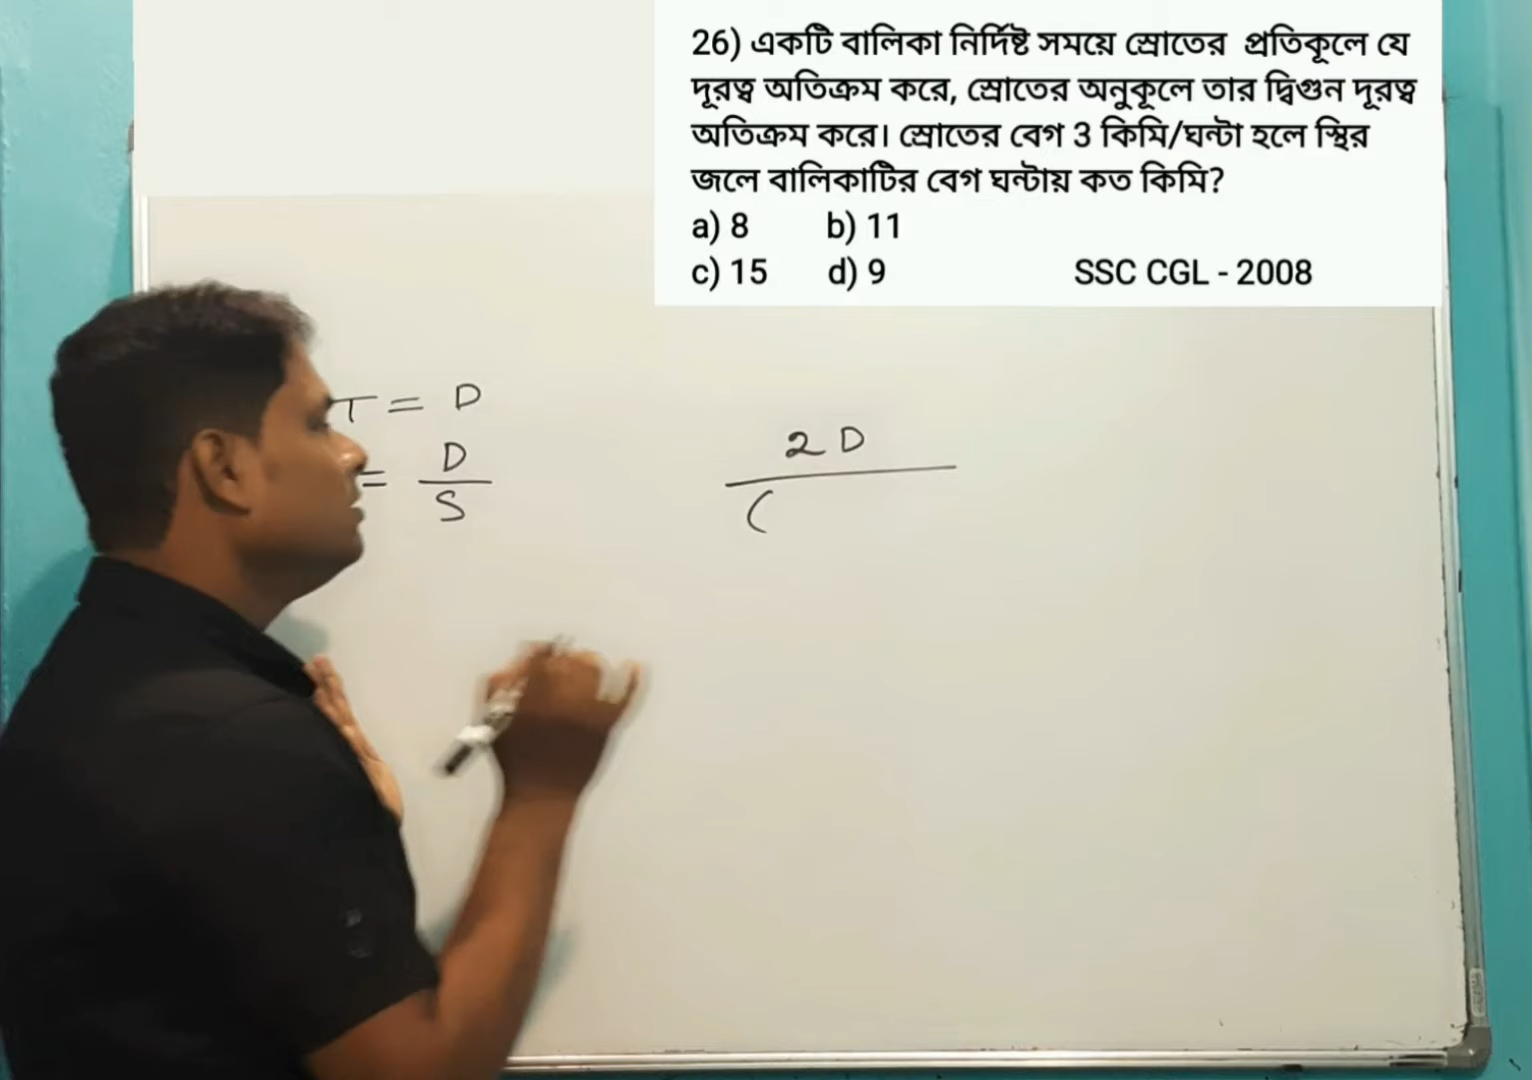 26) একটি বালিকা নির্দিষ্ট সময়ে স্রোতের প্রতিকূলে যে
দূরত্ব অতিক্রম করে, স্রোতের অনুকূলে তার দ্বিগুন দূরত্ব
অতিক্রম করে। স্রোতের বেগ 3 কিমি/ঘন্টা হলে স্থির
জলে বালিকাটির বেগ ঘন্টায় কত কিমি?
a) 8 b) 11
c) 15 d) 9 SSC CGL - 2008
T = D
= D
S
2 D
(